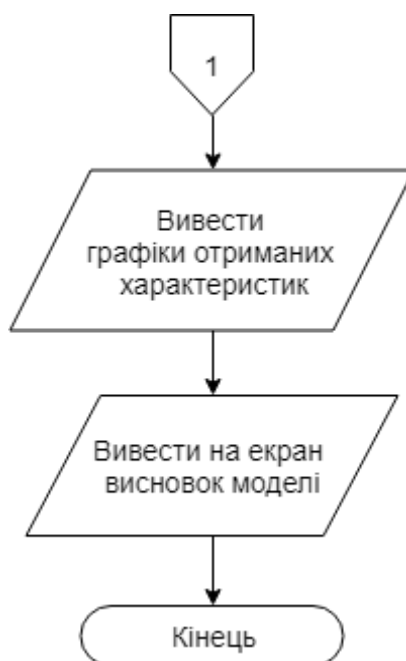 1
Вивести
графіки отриманих
характеристик
Вивести на екран
висновок моделі
Кінець